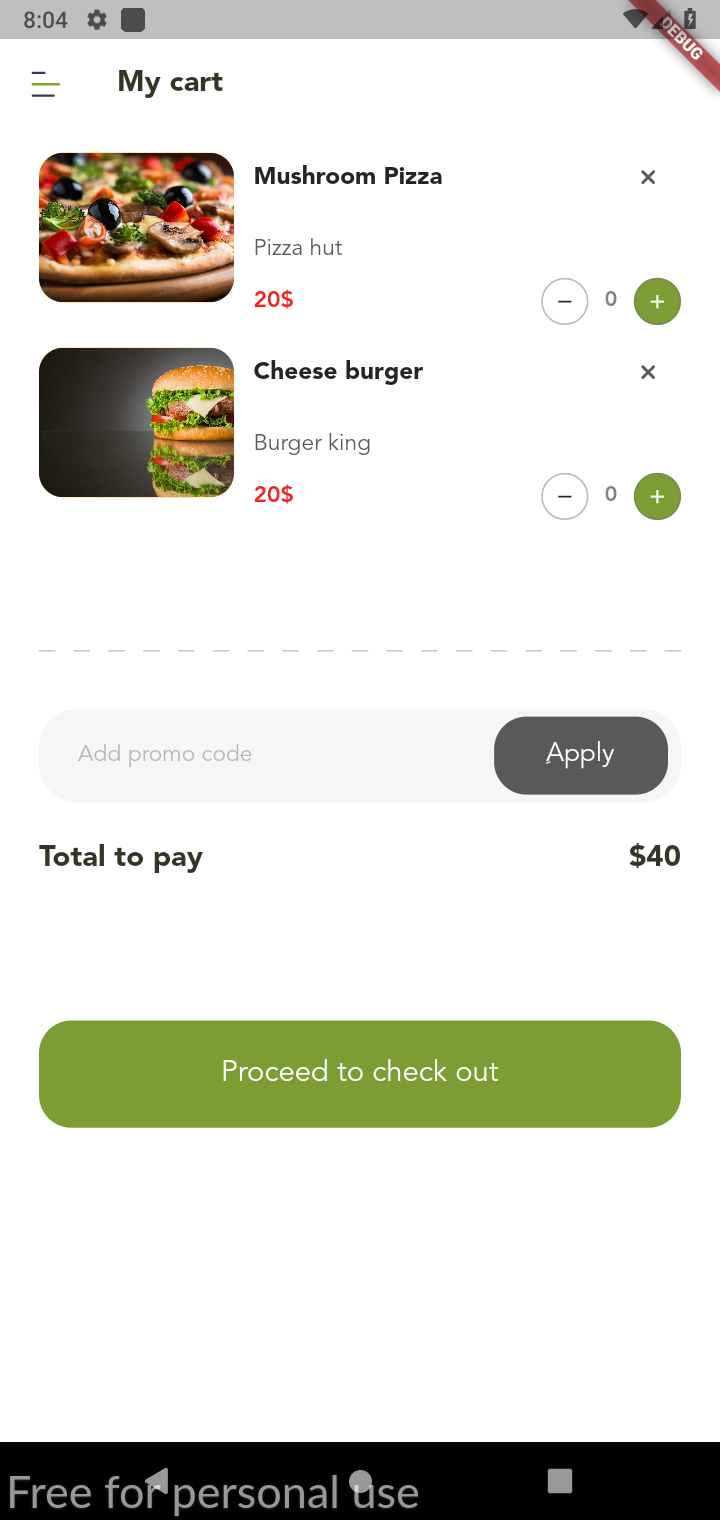 8:04
DEBUG
My cart
Mushroom Pizza
Pizza hut
20$
0
Cheese burger
Burger king
20$
0
Add promo code
Apply
Total to pay
$40
Proceed to check out
Free for personal use